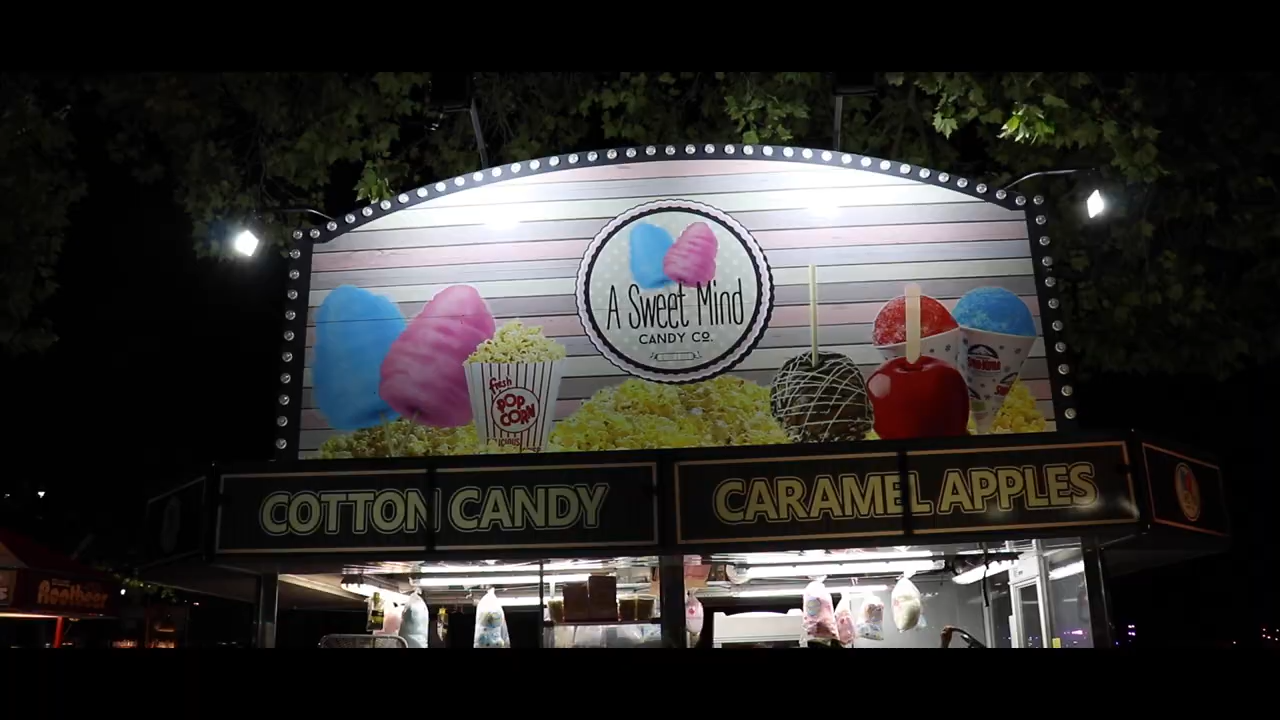 A Sweet Mind
CANDY CO.
fresh
POP
CORN
COTTON CANDY
CARAMEL APPLES
Rootbeer